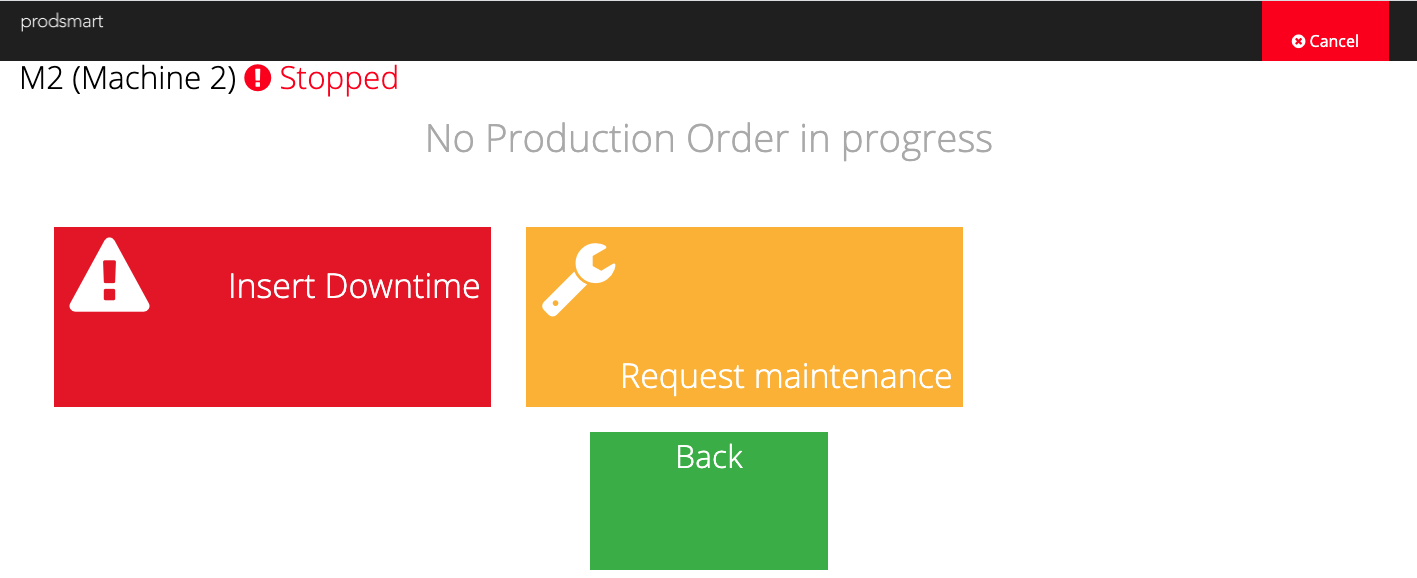 prodsmart
Cancel
M2 (Machine 2) Stopped
No Production Order in progress
Insert Downtime
Request maintenance
Back